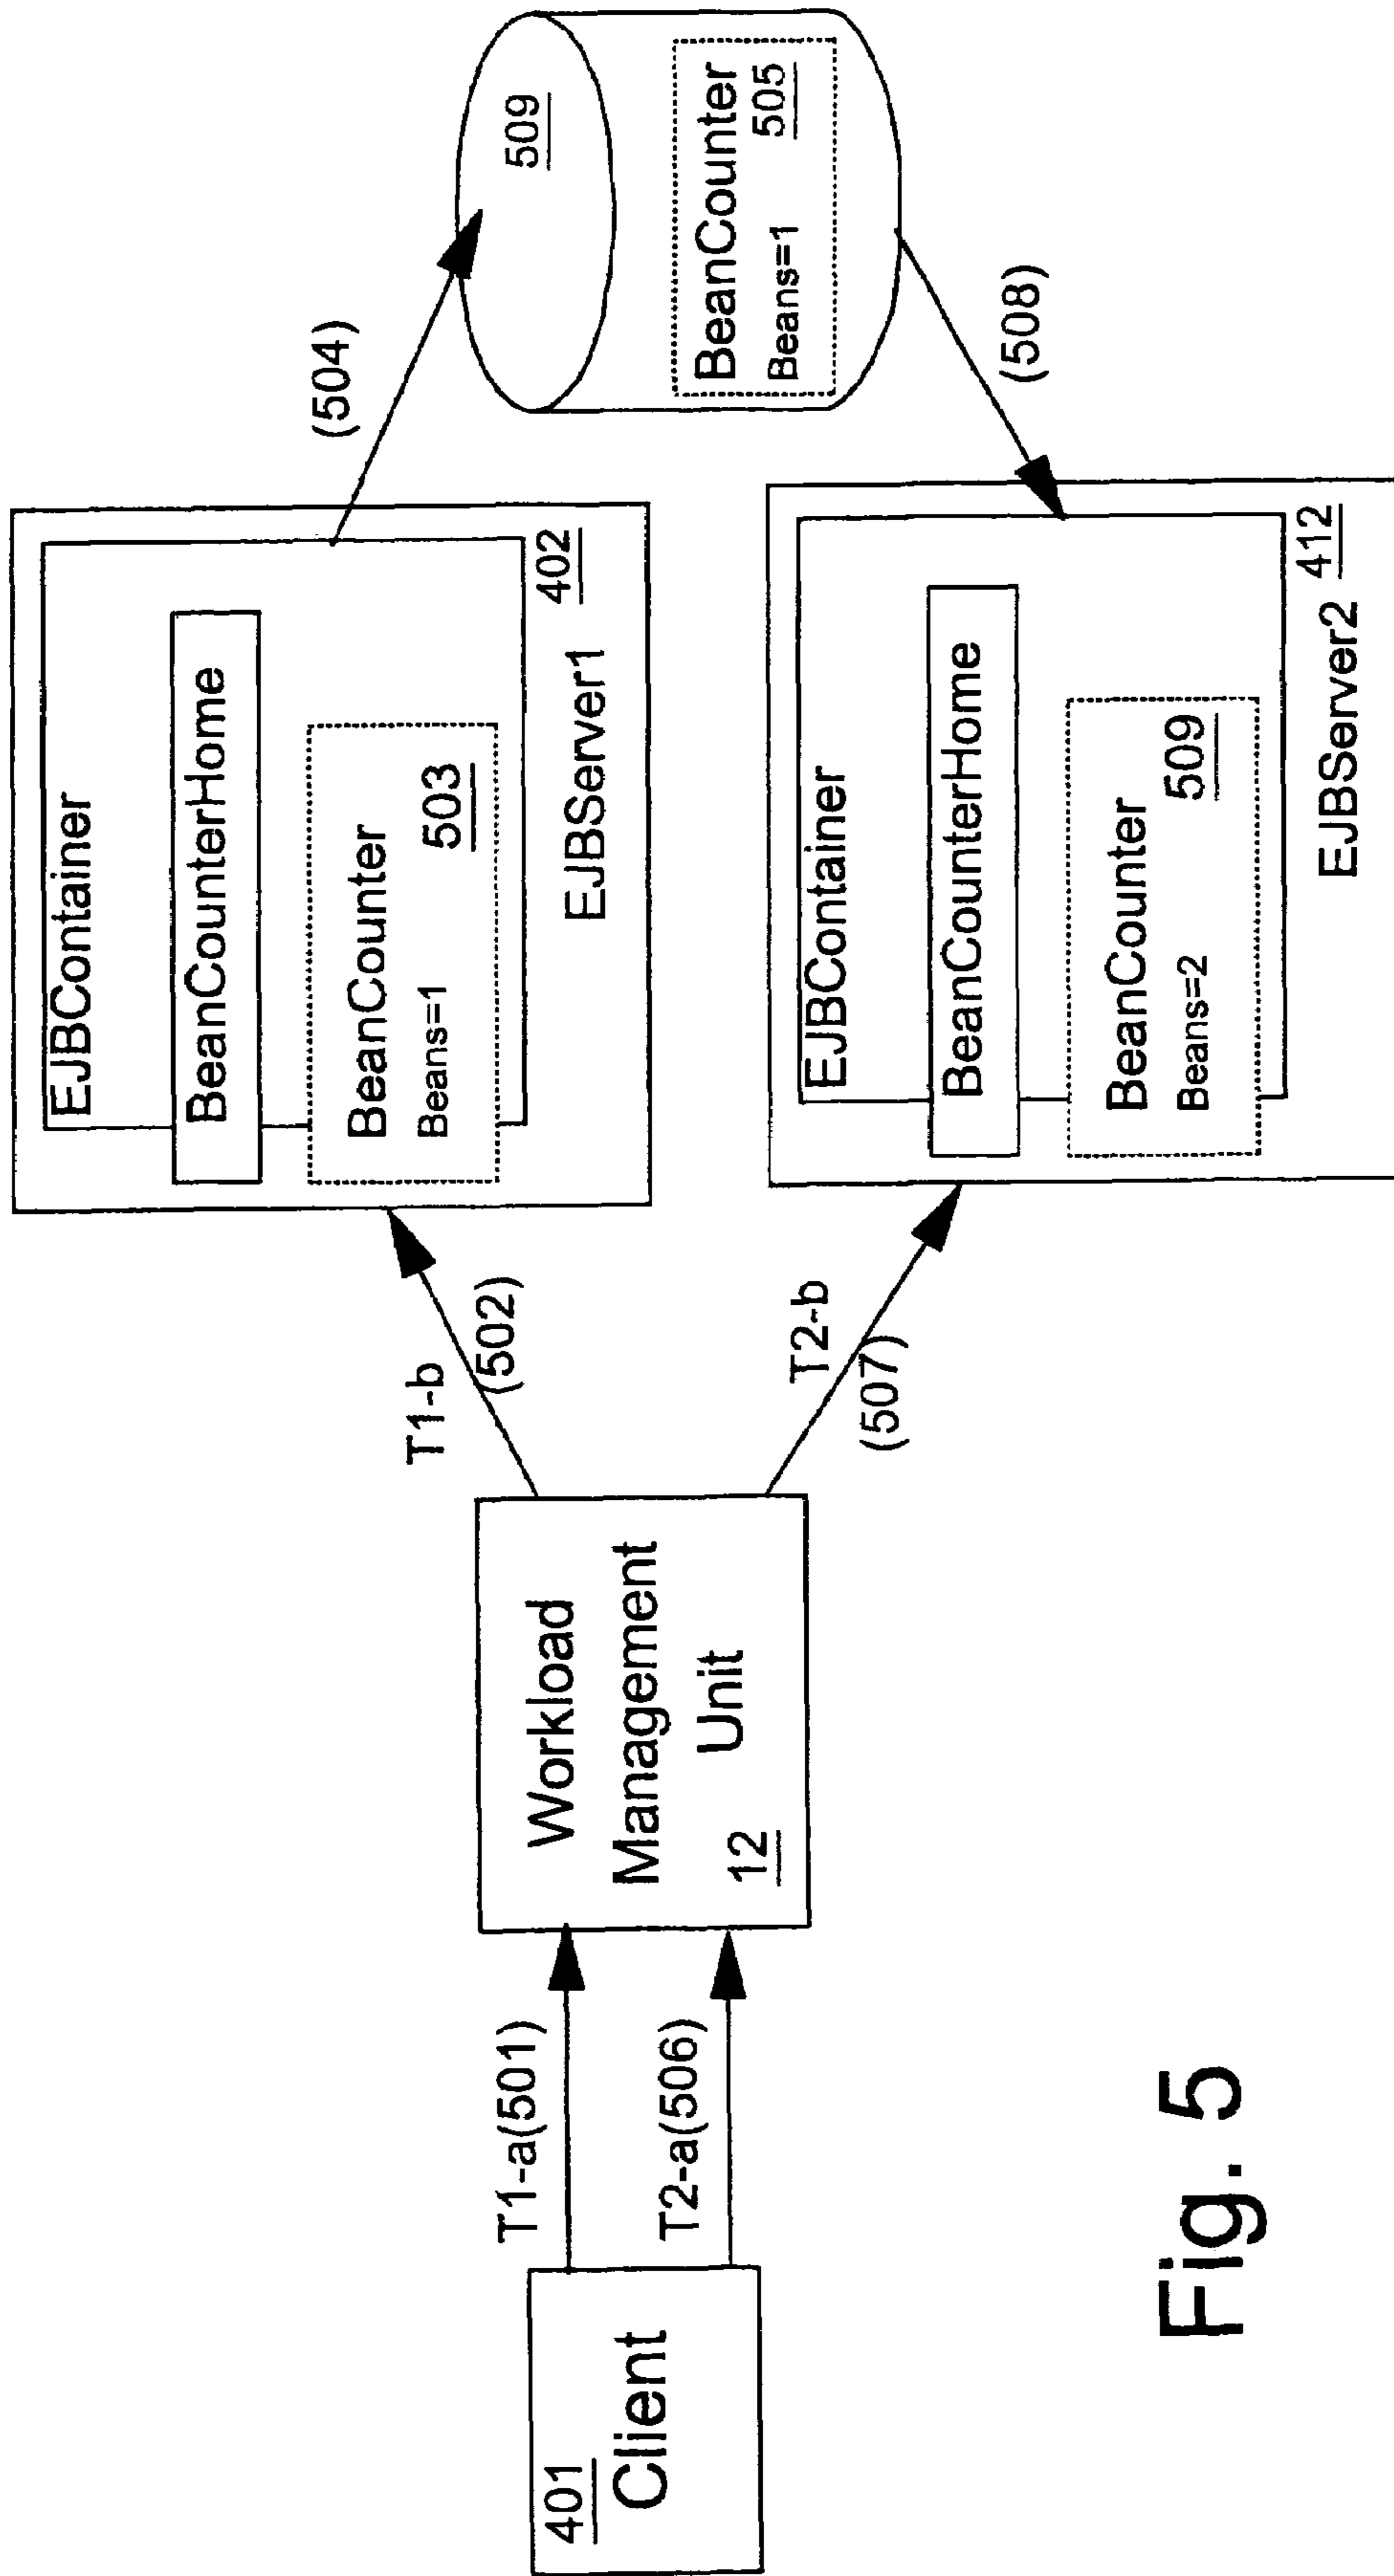 401
Client
T1-a(501)
T2-a(506)
Workload
Management
Unit
12
T1-b
(502)
T2-b
(507)
EJBContainer
BeanCounterHome
BeanCounter
Beans=1
503
EJBServer1
402
EJBContainer
BeanCounterHome
BeanCounter
Beans=2
509
EJBServer2
412
(504)
(508)
509
BeanCounter
Beans=1
505
Fig. 5